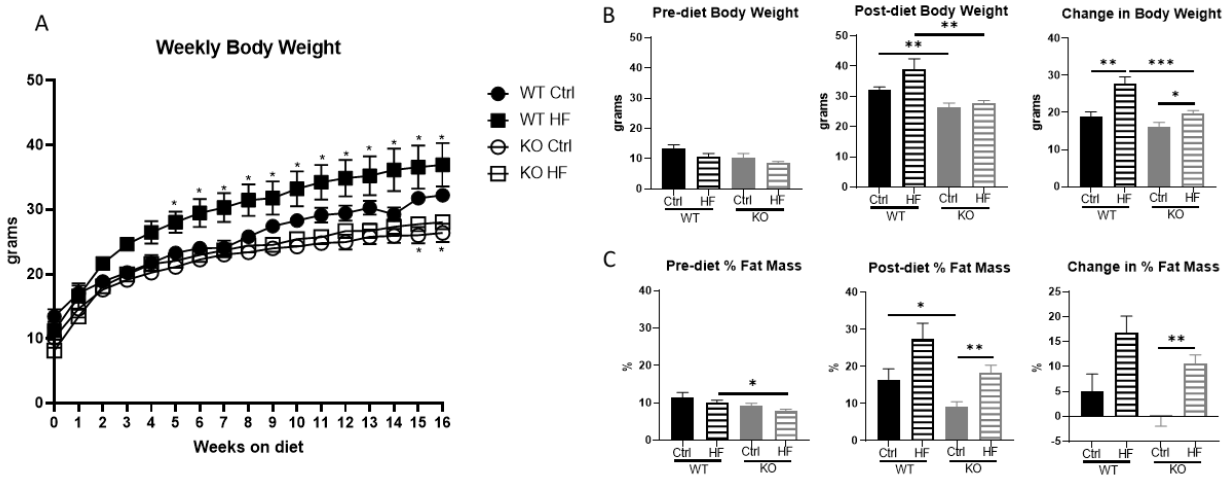 A
Weekly Body Weight
50
40
30
20
10
0
grams
* * * * * * * * * * * *
* *
0 1 2 3 4 5 6 7 8 9 10 11 12 13 14 15 16
Weeks on diet
WT Ctrl
WT HF
KO Ctrl
KO HF
B
Pre-diet Body Weight
50
40
30
20
10
0
grams
Ctrl HF Ctrl HF
WT KO
Post-diet Body Weight
50
40
30
20
10
0
grams
**
**
Ctrl HF Ctrl HF
WT KO
Change in Body Weight
50
40
30
20
10
0
grams
** ***
*
Ctrl HF Ctrl HF
WT KO
C
Pre-diet % Fat Mass
40
30
20
10
0
%
*
Ctrl HF Ctrl HF
WT KO
Post-diet % Fat Mass
40
30
20
10
0
%
*
**
Ctrl HF Ctrl HF
WT KO
Change in % Fat Mass
25
20
15
10
5
0
-5
%
**
Ctrl HF Ctrl HF
WT KO